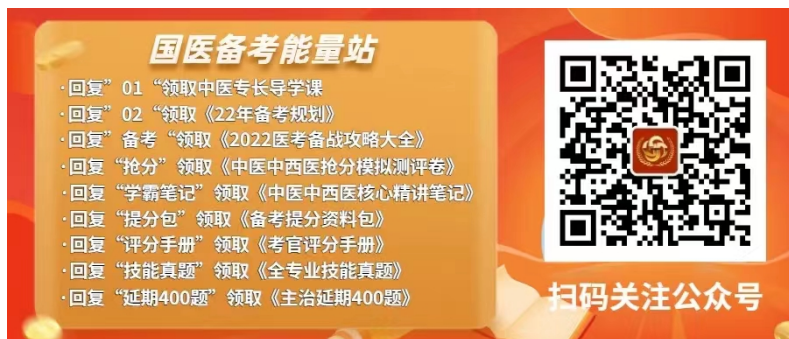 国医备考能量站
·回复”01“领取中医专长导学课
·回复”02“领取《22年备考规划》
·回复”备考“领取《2022医考备战攻略大全》
·回复“抢分”领取《中医中西医抢分模拟测评卷》
·回复“学霸笔记”领取《中医中西医核心精讲笔记》
·回复“提分包”领取《备考提分资料包》
·回复“评分手册”领取《考官评分手册》
·回复“技能真题”领取《全专业技能真题》
·回复“延期400题”领取《主治延期400题》
扫码关注公众号